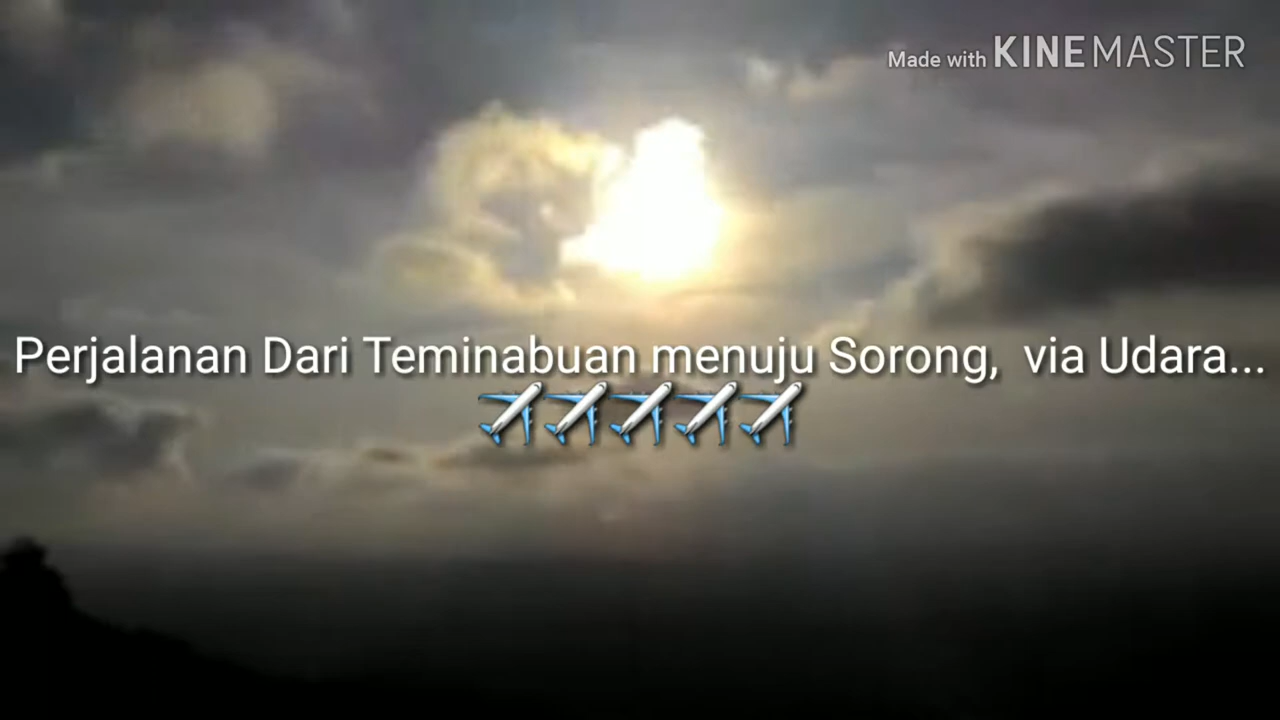 Made with KINEMASTER
Perjalanan Dari Teminabuan menuju Sorong, via Udara...
✈✈✈✈✈